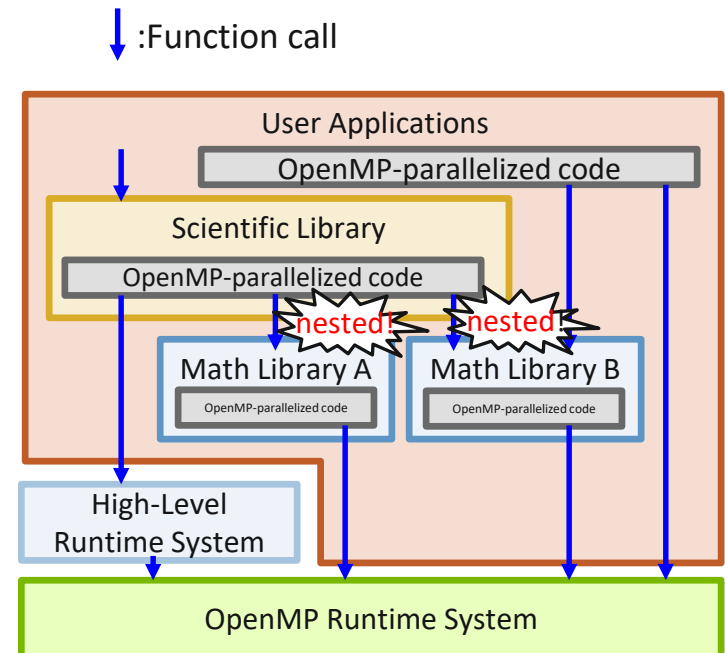 :Function call
User Applications
OpenMP-parallelized code
Scientific Library
OpenMP-parallelized code
nested!
nested!
Math Library A
Math Library B
OpenMP-parallelized code
OpenMP-parallelized code
High-Level
Runtime System
OpenMP Runtime System